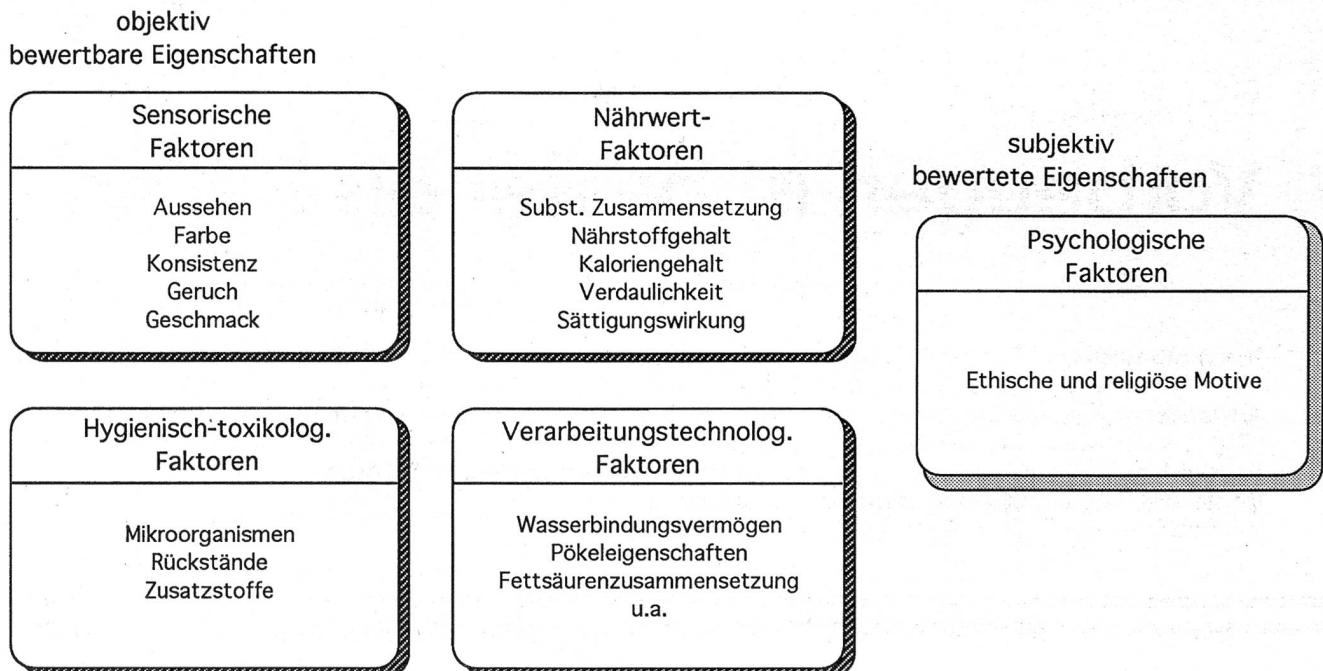 objektiv
bewertbare Eigenschaften
Sensorische
Faktoren
Aussehen
Farbe
Konsistenz
Geruch
Geschmack
Nährwert-
Faktoren
Subst. Zusammensetzung
Nährstoffgehalt
Kaloriengehalt
Verdaulichkeit
Sättigungswirkung
Hygienisch-toxikolog.
Faktoren
Mikroorganismen
Rückstände
Zusatzstoffe
Verarbeitungstechnolog.
Faktoren
Wasserbindungsvermögen
Pökeleigenschaften
Fettsäurenzusammensetzung
u.a.
subjektiv
bewertete Eigenschaften
Psychologische
Faktoren
Ethische und religiöse Motive